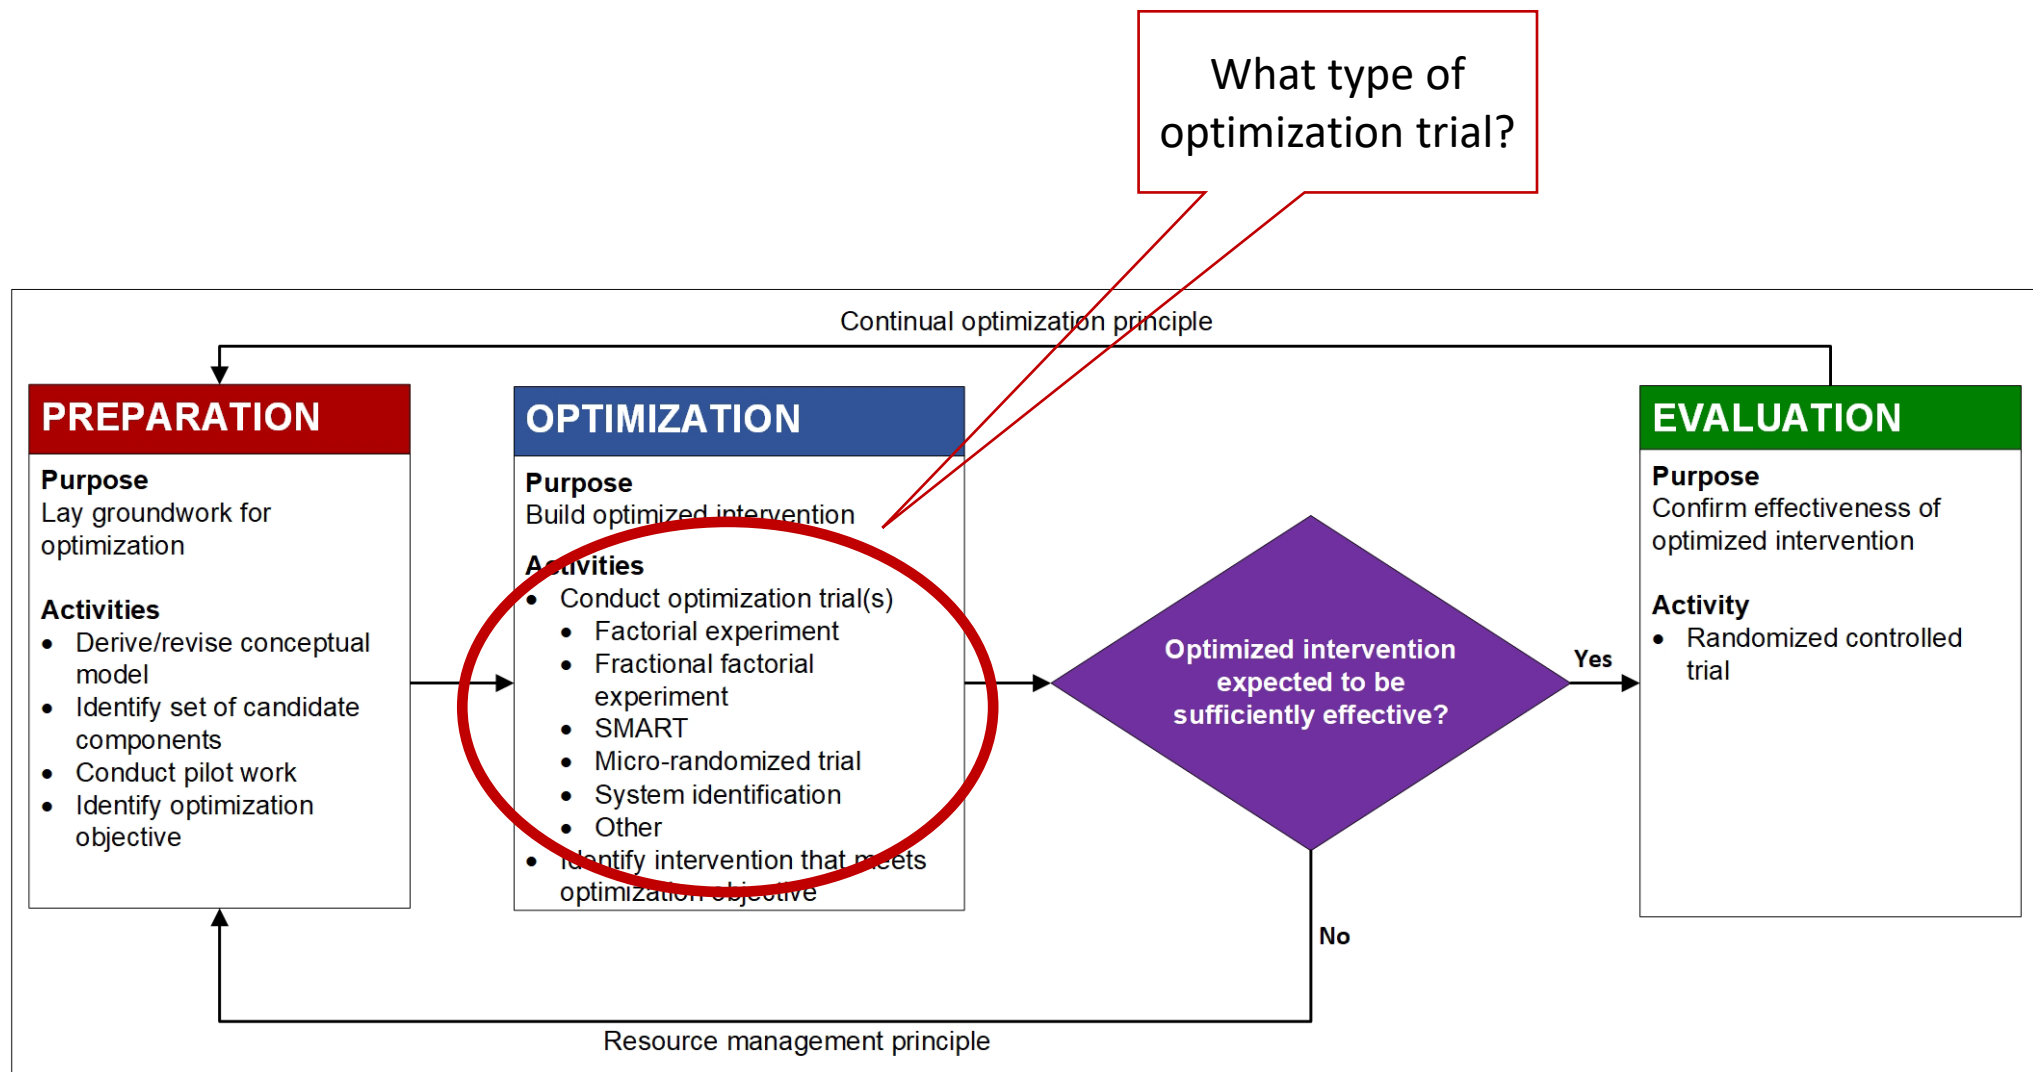 What type of
optimization trial?
Continual optimization principle
PREPARATION
Purpose
Lay groundwork for
optimization
Activities
• Derive/revise conceptual
model
• Identify set of candidate
components
• Conduct pilot work
• Identify optimization
objective
OPTIMIZATION
Purpose
Build optimized intervention
Activities
• Conduct optimization trial(s)
• Factorial experiment
• Fractional factorial
experiment
• SMART
• Micro-randomized trial
• System identification
• Other
• Identify intervention that meets
optimization objective
Optimized intervention
expected to be
sufficiently effective?
Yes
No
EVALUATION
Purpose
Confirm effectiveness of
optimized intervention
Activity
• Randomized controlled
trial
Resource management principle